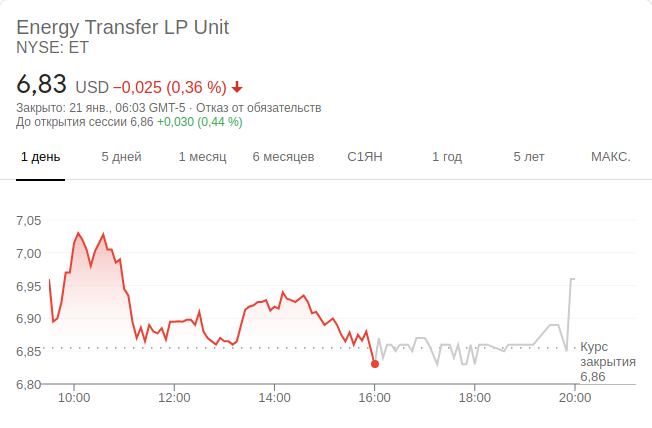 Energy Transfer LP Unit
NYSE: ET
6,83 USD −0,025 (0,36 %)
Закрыто: 21 янв., 06:03 GMT-5 · Отказ от обязательств
До открытия сессии 6,86 +0,030 (0,44 %)
1 день 5 дней 1 месяц 6 месяцев С1ЯН 1 год 5 лет МАКС.
7,05
7,00
6,95
6,90
6,85
6,80
Курс
закрытия
6,86
10:00 12:00 14:00 16:00 18:00 20:00